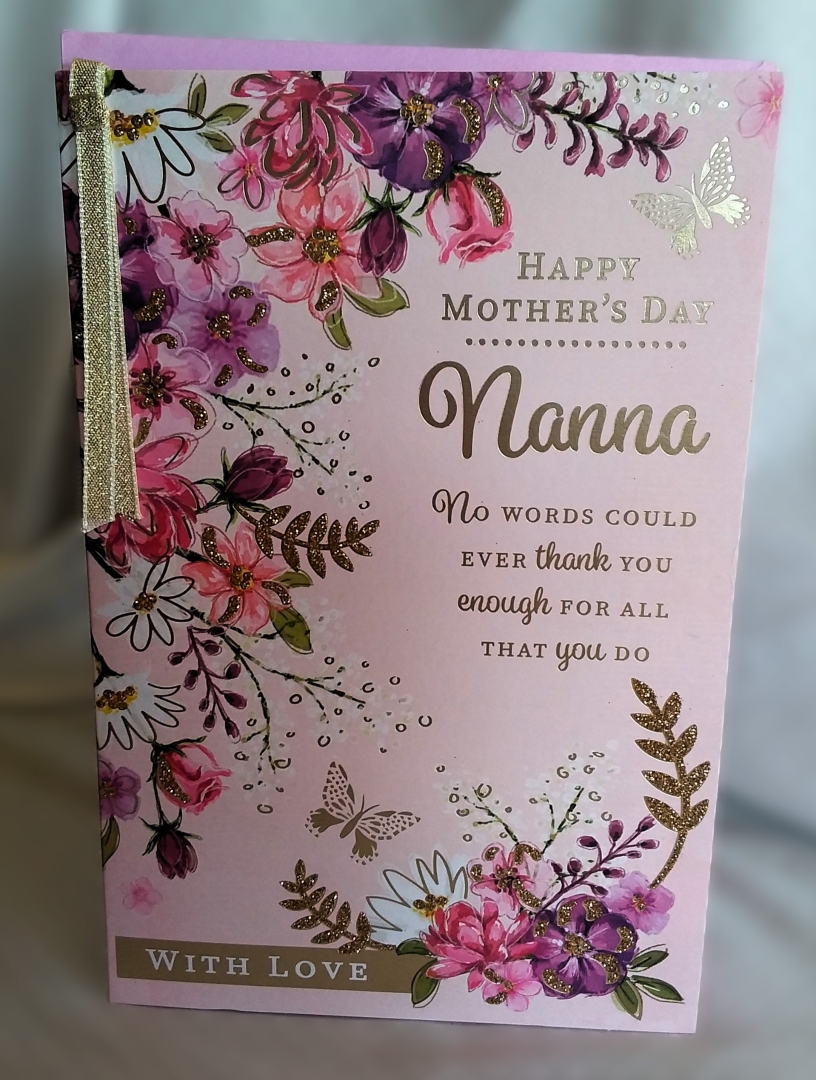 HAPPY
MOTHER'S DAY
Nanna
No WORDS COULD
EVER thank YOU
enough FOR ALL
THAT you DO
WITH LOVE